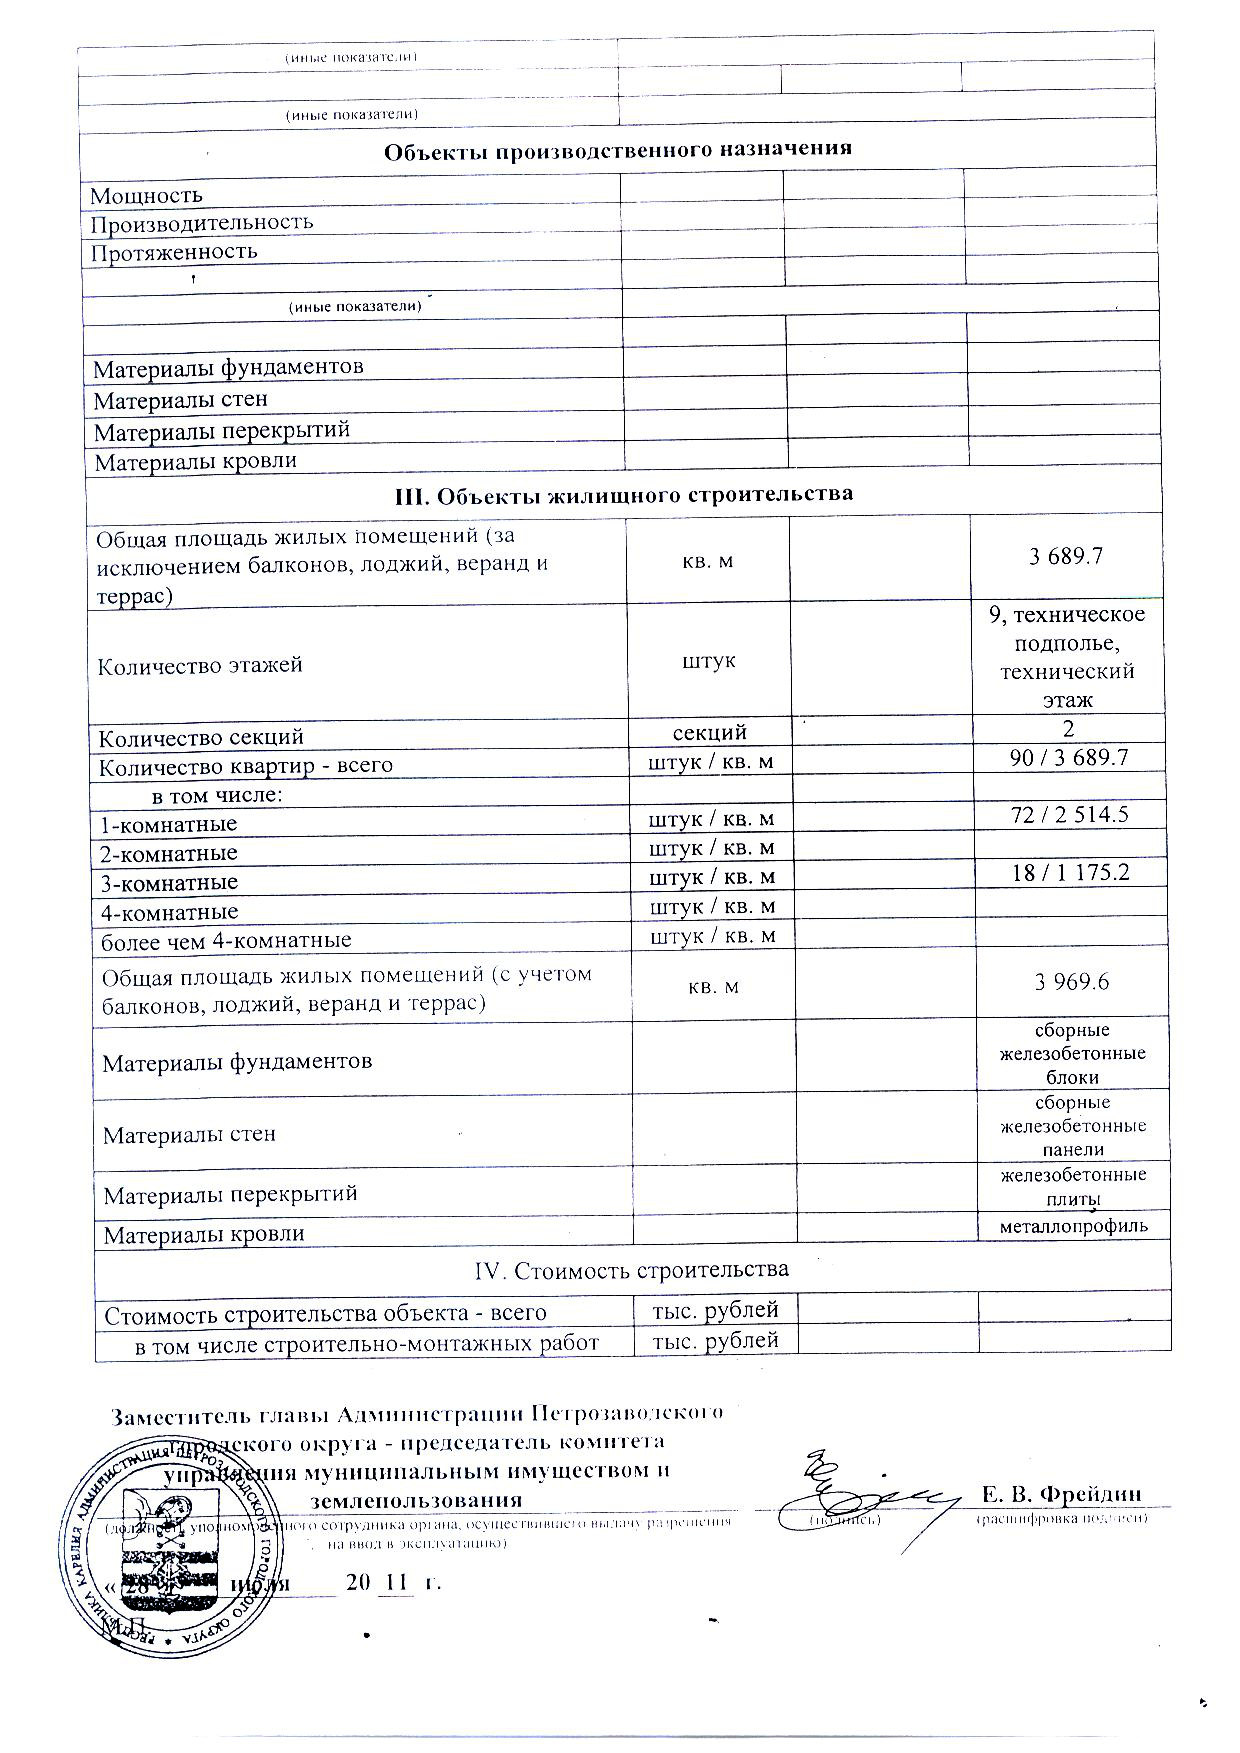 (иные показатели)
(иные показатели)
Объекты производственного назначения
Мощность
Производительность
Протяженность
(иные показатели)
Материалы фундаментов
Материалы стен
Материалы перекрытий
Материалы кровли
III. Объекты жилищного строительства
Общая площадь жилых помещений (за
исключением балконов, лоджий, веранд и
террас)
кв. м
3 689.7
Количество этажей
штук
9, техническое
подполье,
технический
этаж
Количество секций секций 2
Количество квартир - всего штук / кв. м 90 / 3 689.7
в том числе:
1-комнатные штук / кв. м 72 / 2 514.5
2-комнатные штук / кв. м
3-комнатные штук / кв. м 18 / 1 175.2
4-комнатные штук / кв. м
более чем 4-комнатные штук / кв. м
Общая площадь жилых помещений (с учетом
балконов, лоджий, веранд и террас)
кв. м
3 969.6
Материалы фундаментов
сборные
железобетонные
блоки
Материалы стен
сборные
железобетонные
панели
Материалы перекрытий
железобетонные
плиты
Материалы кровли металлопрофиль
IV. Стоимость строительства
Стоимость строительства объекта - всего тыс. рублей
в том числе строительно-монтажных работ тыс. рублей
Заместитель главы Администрации Петрозаводского
городского округа - председатель комитета
управления муниципальным имуществом и
землепользования
Е. В. Фрейдин
(должность уполномоченного сотрудника органа, осуществившего выдачу разрешения
на ввод в эксплуатацию)
(подпись)
(расшифровка подписи)
« 28 » июля 20 11 г.
М.П.
РЕСПУБЛИКА КАРЕЛИЯ АДМИНИСТРАЦИЯ ПЕТРОЗАВОДСКОГО ГОРОДСКОГО ОКРУГА